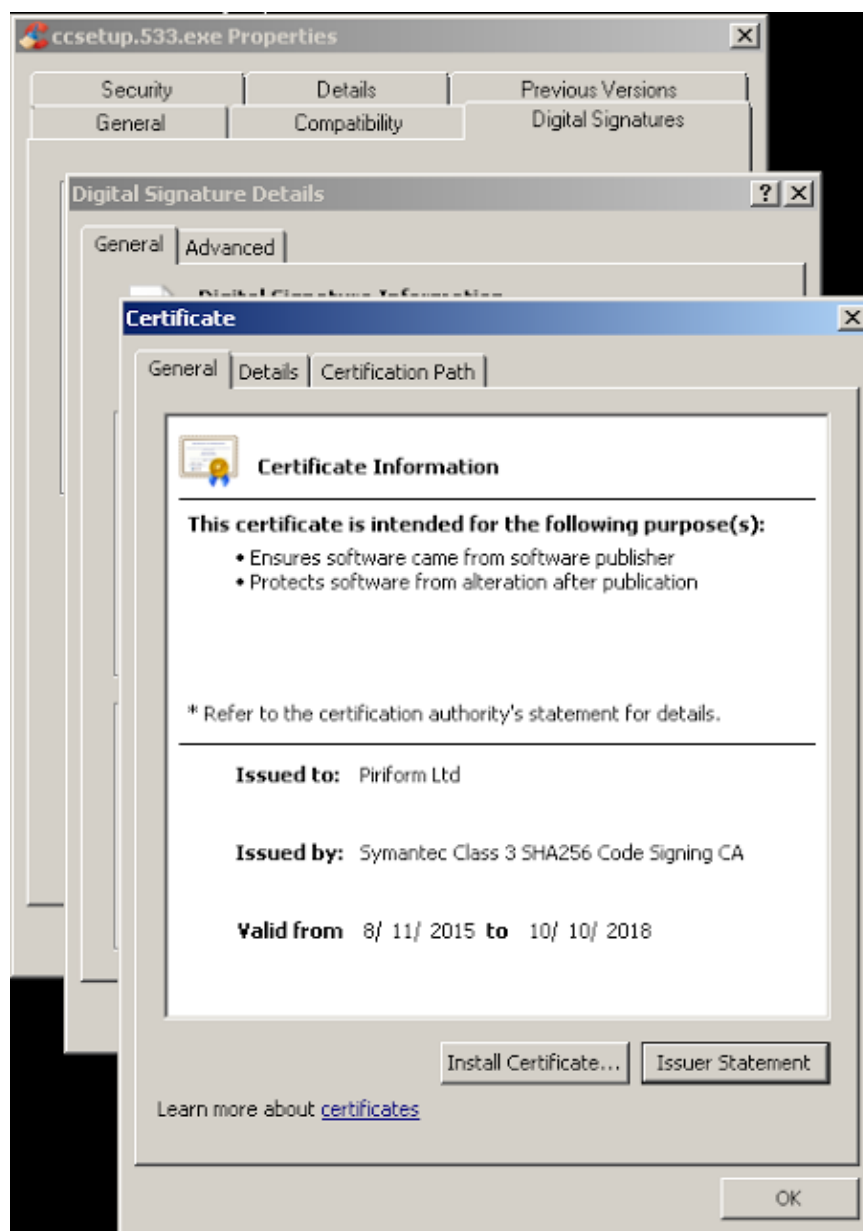 ccsetup.533.exe Properties
Security Details Previous Versions
General Compatibility Digital Signatures
Digital Signature Details
General Advanced
Digital Signature Information
Certificate
General Details Certification Path
Certificate Information
This certificate is intended for the following purpose(s):
• Ensures software came from software publisher
• Protects software from alteration after publication
* Refer to the certification authority's statement for details.
Issued to: Piriform Ltd
Issued by: Symantec Class 3 SHA256 Code Signing CA
Valid from 8/ 11/ 2015 to 10/ 10/ 2018
Install Certificate... Issuer Statement
Learn more about certificates
OK